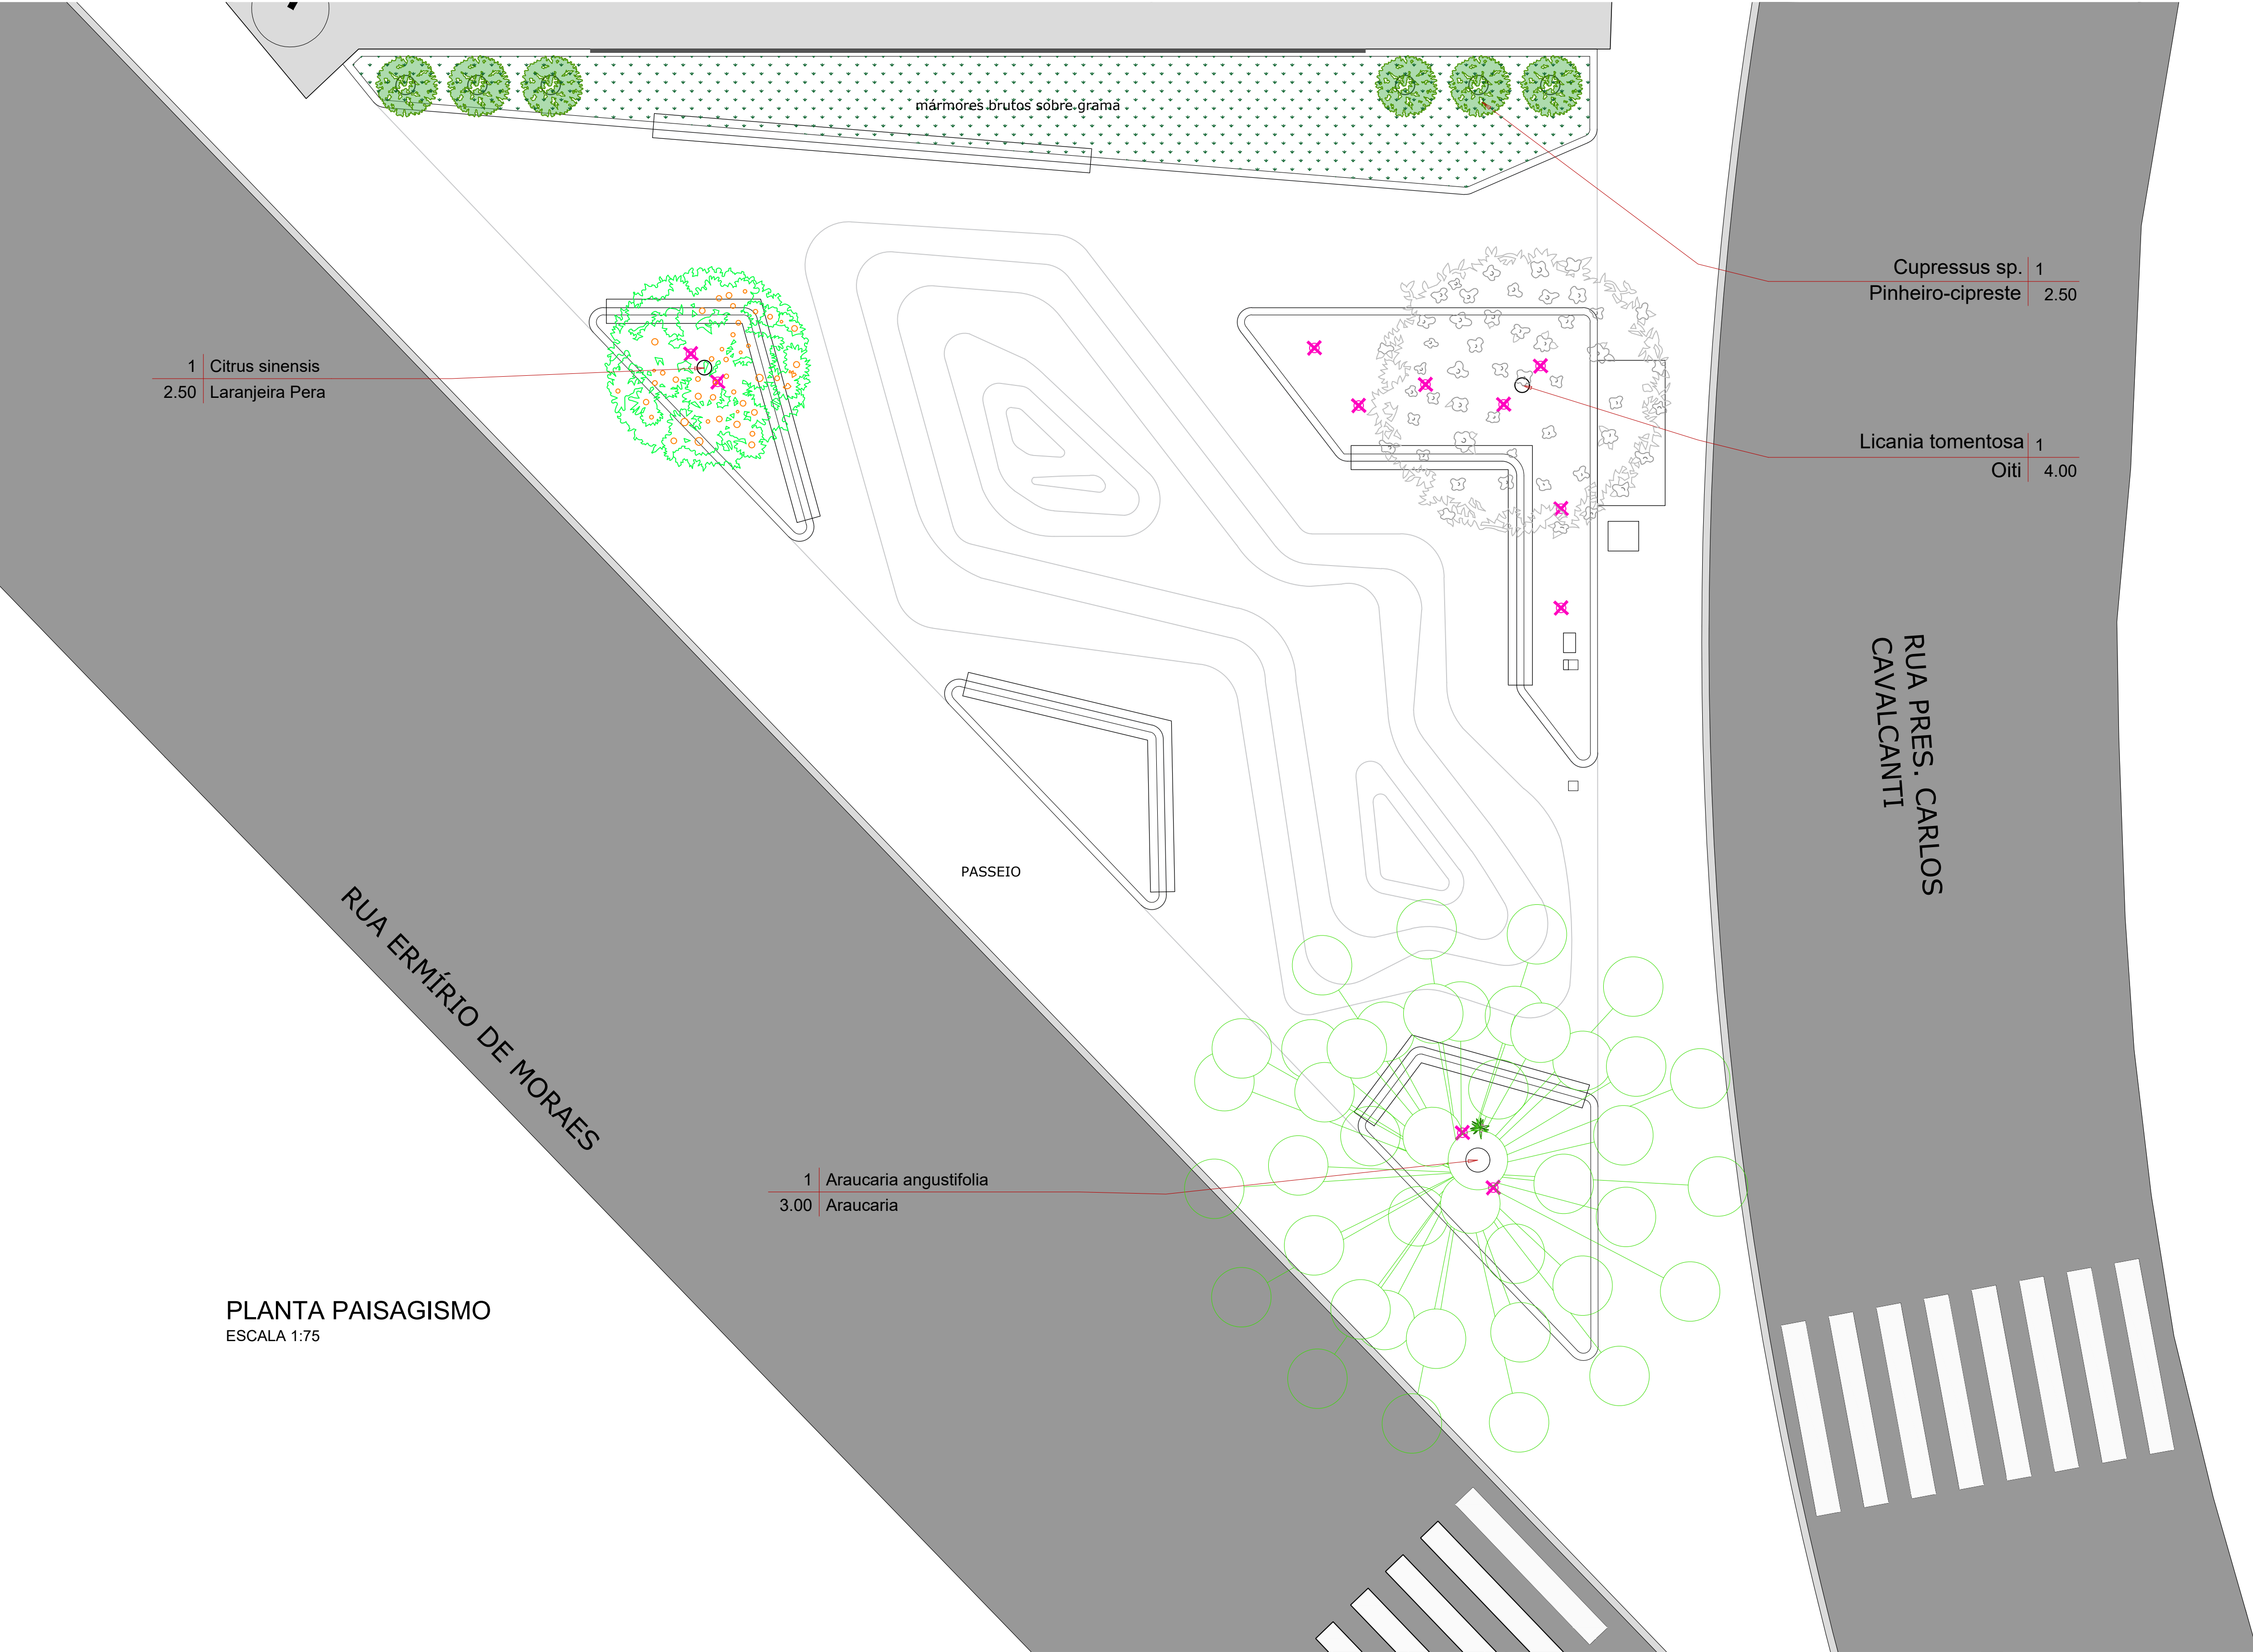 mármores brutos sobre grama
Cupressus sp. 1
Pinheiro-cipreste 2.50
1 Citrus sinensis
2.50 Laranjeira Pera
Licania tomentosa 1
Oiti 4.00
RUA PRES. CARLOS
CAVALCANTI
PASSEIO
RUA ERMÍRIO DE MORAES
1 Araucaria angustifolia
3.00 Araucaria
PLANTA PAISAGISMO
ESCALA 1:75